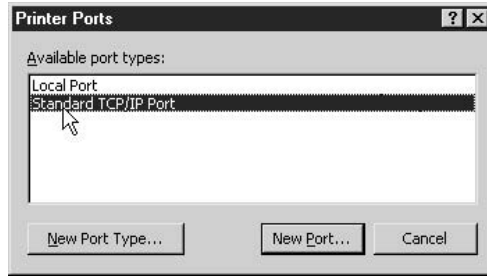 Printer Ports
Available port types:
Local Port
Standard TCP/IP Port
New Port Type...
New Port...
Cancel